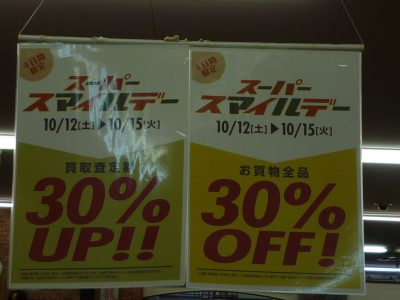 4日間
限定
スーパー
スマイルデー
10/12[土]▶10/15[火]
買取査定額
30%
UP!!
4日間
限定
スーパー
スマイルデー
10/12[土]▶10/15[火]
お買物全品
30%
OFF!